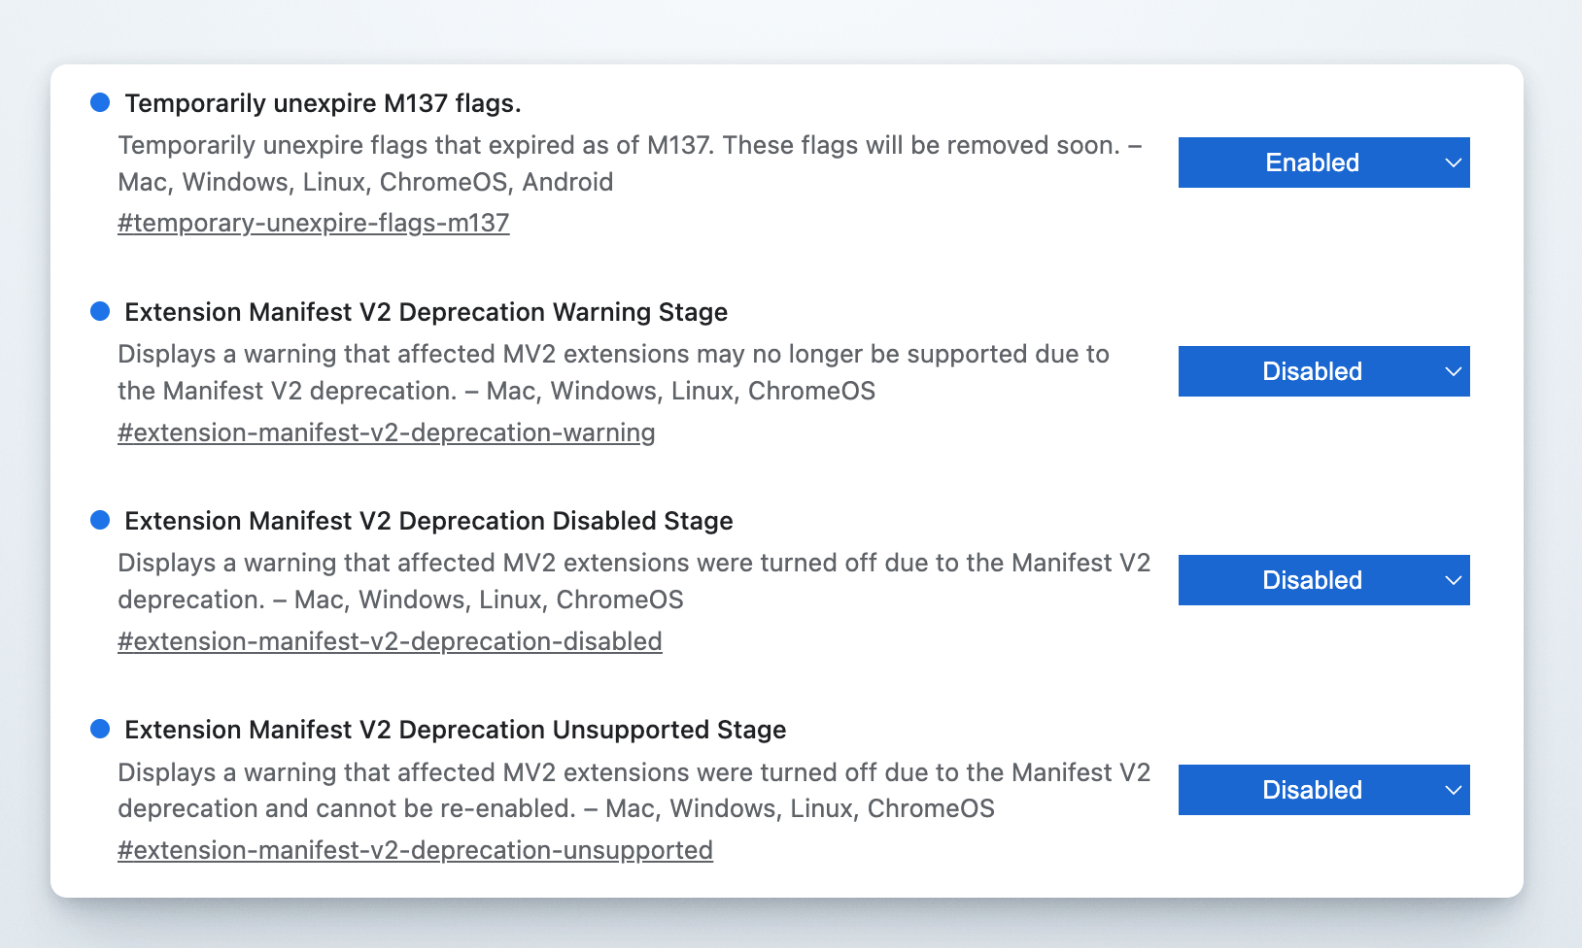 Temporarily unexpire M137 flags.
Temporarily unexpire flags that expired as of M137. These flags will be removed soon. –
Mac, Windows, Linux, ChromeOS, Android
#temporary-unexpire-flags-m137
Enabled
Extension Manifest V2 Deprecation Warning Stage
Displays a warning that affected MV2 extensions may no longer be supported due to
the Manifest V2 deprecation. – Mac, Windows, Linux, ChromeOS
#extension-manifest-v2-deprecation-warning
Disabled
Extension Manifest V2 Deprecation Disabled Stage
Displays a warning that affected MV2 extensions were turned off due to the Manifest V2
deprecation. – Mac, Windows, Linux, ChromeOS
#extension-manifest-v2-deprecation-disabled
Disabled
Extension Manifest V2 Deprecation Unsupported Stage
Displays a warning that affected MV2 extensions were turned off due to the Manifest V2
deprecation and cannot be re-enabled. – Mac, Windows, Linux, ChromeOS
#extension-manifest-v2-deprecation-unsupported
Disabled